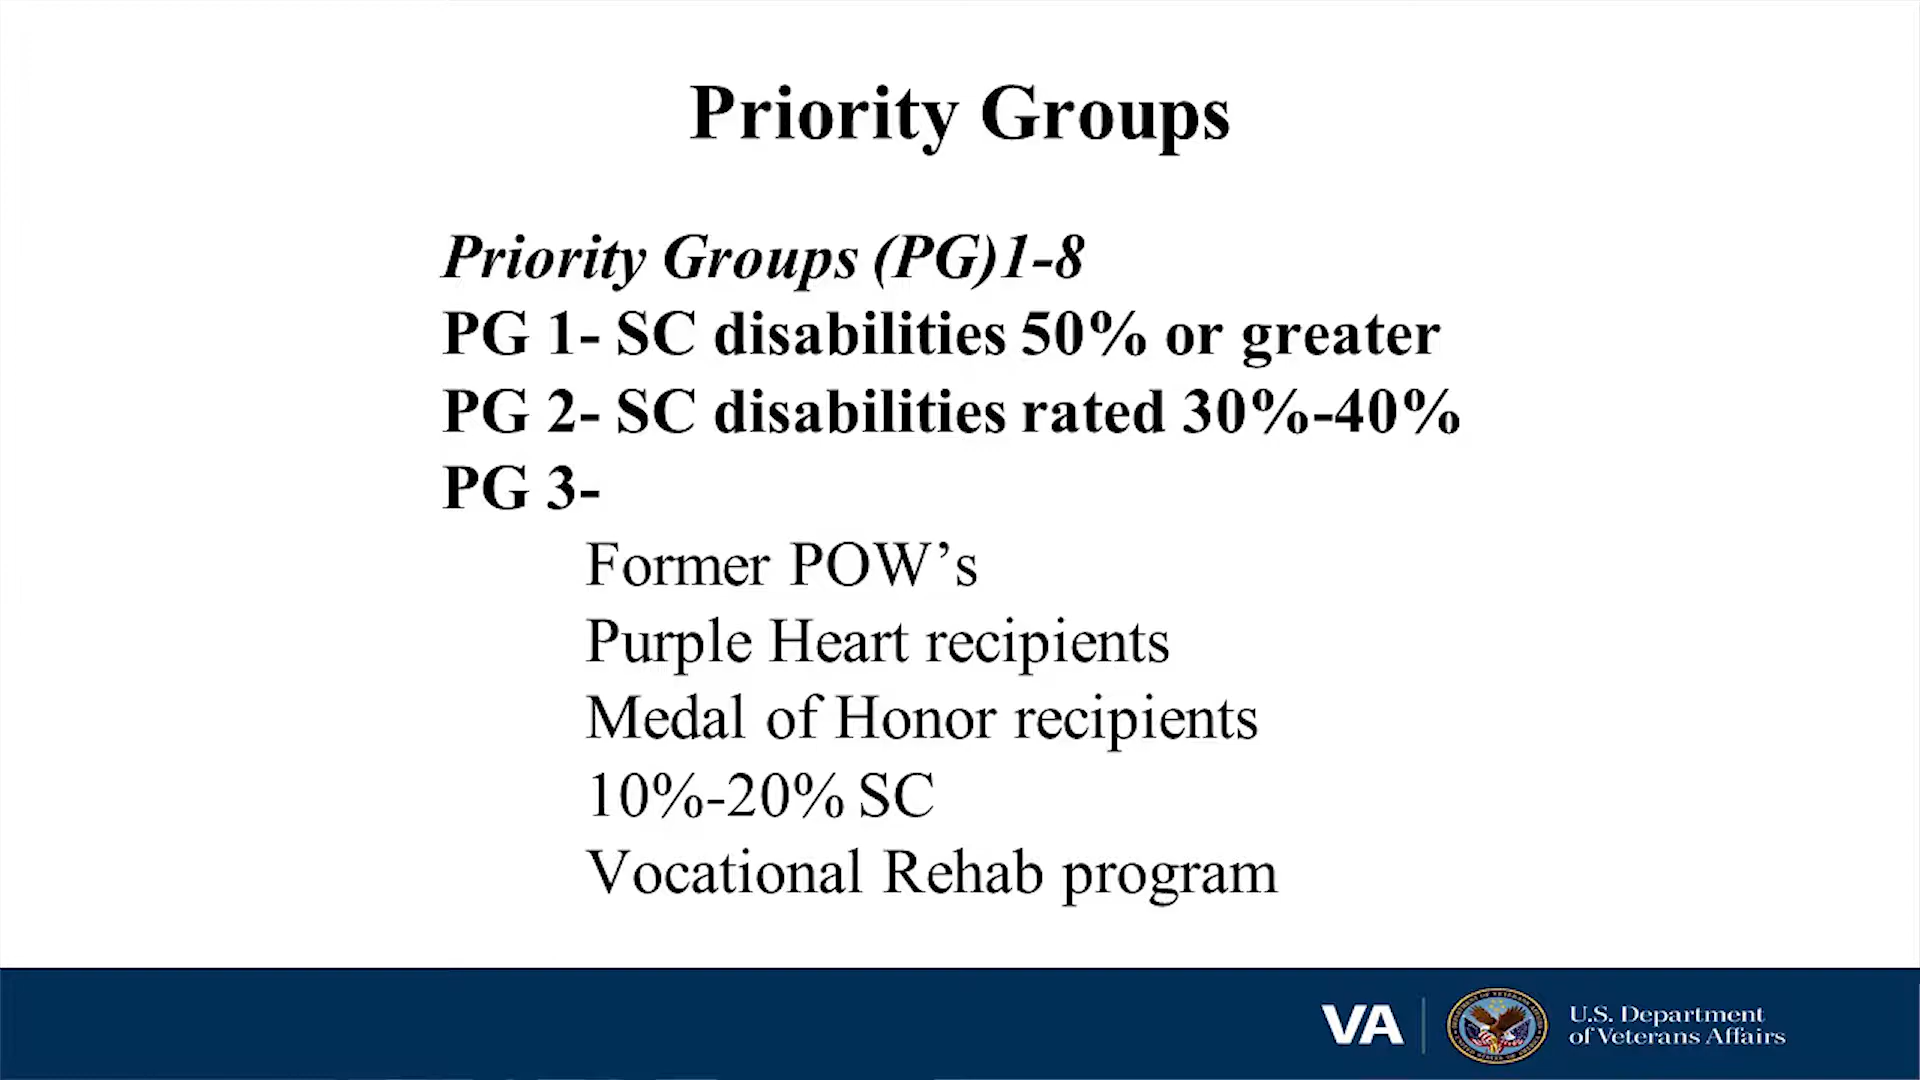 Priority Groups
Priority Groups (PG)1-8
PG 1- SC disabilities 50% or greater
PG 2- SC disabilities rated 30%-40%
PG 3-
Former POW’s
Purple Heart recipients
Medal of Honor recipients
10%-20% SC
Vocational Rehab program
VA
U.S. Department
of Veterans Affairs